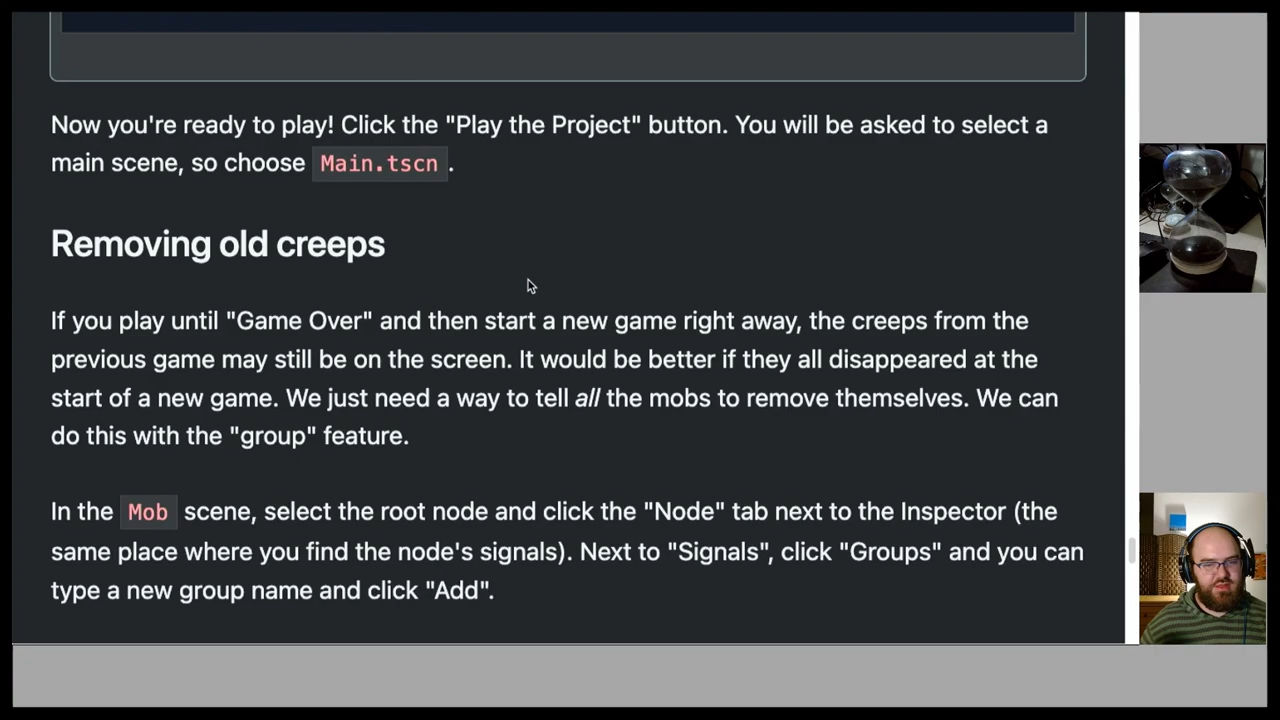 Now you're ready to play! Click the "Play the Project" button. You will be asked to select a
main scene, so choose Main.tscn.
Removing old creeps
If you play until "Game Over" and then start a new game right away, the creeps from the
previous game may still be on the screen. It would be better if they all disappeared at the
start of a new game. We just need a way to tell all the mobs to remove themselves. We can
do this with the "group" feature.
In the Mob scene, select the root node and click the "Node" tab next to the Inspector (the
same place where you find the node's signals). Next to "Signals", click "Groups" and you can
type a new group name and click "Add".